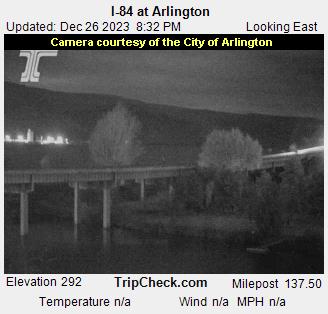 I-84 at Arlington
Updated: Dec 26 2023 8:32 PM Looking East
Camera courtesy of the City of Arlington
Elevation 292 TripCheck.com Milepost 137.50
Temperature n/a Wind n/a MPH n/a